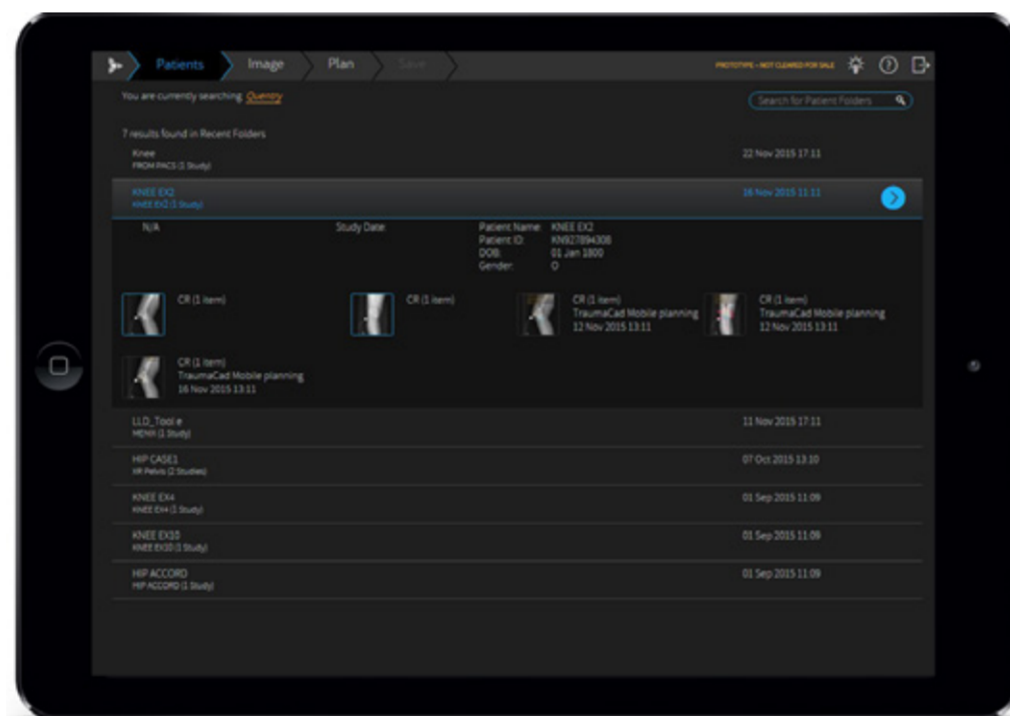 Patients
Image
Plan
Save
PROTOTYPE - NOT CLEARED FOR SALE
You are currently searching: Quentry
Search for Patient Folders
7 results found in Recent Folders
Knee
22 Nov 2015 17:11
FROM PACS (1 Study)
KNEE EX2
16 Nov 2015 11:11
KNEE EX2 (1 Study)
N/A
Study Date:
Patient Name: KNEE EX2
Patient ID: KN927894308
DOB: 01 Jan 1800
Gender: O
CR (1 item)
CR (1 item)
CR (1 item)
TraumaCad Mobile planning
12 Nov 2015 13:11
CR (1 item)
TraumaCad Mobile planning
12 Nov 2015 13:11
CR (1 item)
TraumaCad Mobile planning
16 Nov 2015 13:11
11 Nov 2015 17:11
(1 Study)
HIP CASE1
07 Oct 2015 13:10
XR Pelvis (2 Studies)
KNEE EX4
01 Sep 2015 11:09
KNEE EX4 (1 Study)
KNEE EX10
01 Sep 2015 11:09
KNEE EX10 (1 Study)
HIP ACCORD
01 Sep 2015 11:09
HIP ACCORD (1 Study)